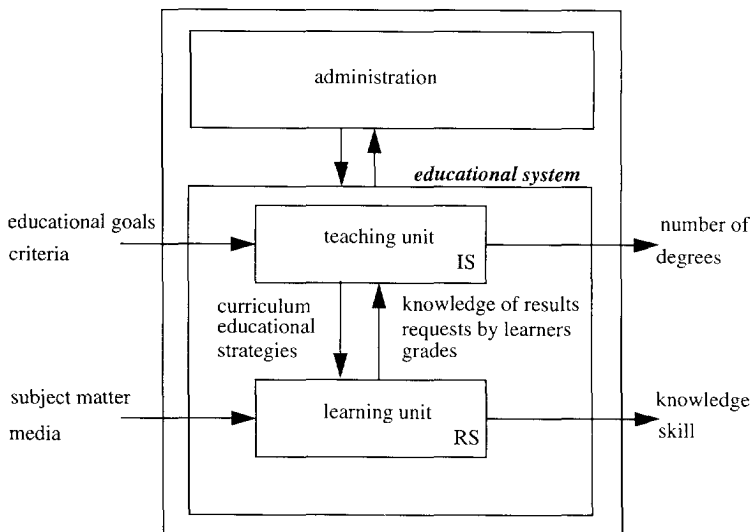 administration
educational system
educational goals
criteria
teaching unit
IS
number of
degrees
curriculum
educational
strategies
knowledge of results
requests by learners
grades
subject matter
media
learning unit
RS
knowledge
skill